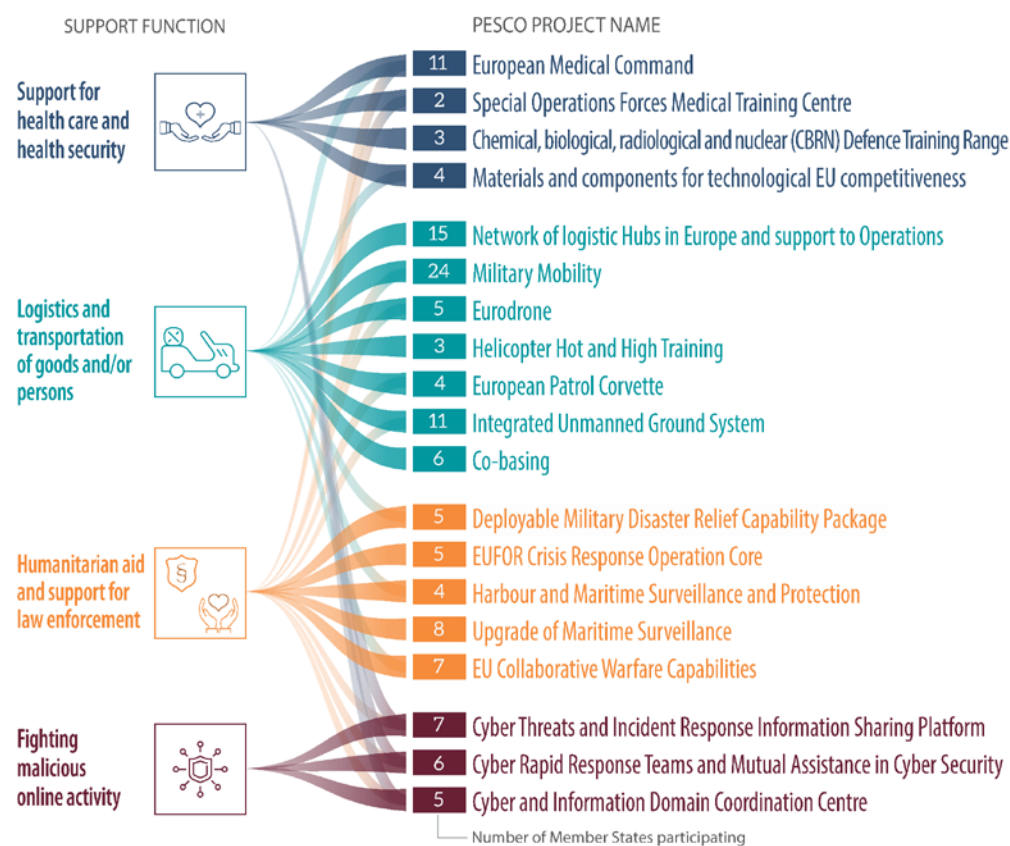 SUPPORT FUNCTION
PESCO PROJECT NAME
Support for
health care and
health security
11 European Medical Command
2 Special Operations Forces Medical Training Centre
3 Chemical, biological, radiological and nuclear (CBRN) Defence Training Range
4 Materials and components for technological EU competitiveness
Logistics and
transportation
of goods and/or
persons
15 Network of logistic Hubs in Europe and support to Operations
24 Military Mobility
5 Eurodrone
3 Helicopter Hot and High Training
4 European Patrol Corvette
11 Integrated Unmanned Ground System
6 Co-basing
Humanitarian aid
and support for
law enforcement
§
5 Deployable Military Disaster Relief Capability Package
5 EUFOR Crisis Response Operation Core
4 Harbour and Maritime Surveillance and Protection
8 Upgrade of Maritime Surveillance
7 EU Collaborative Warfare Capabilities
Fighting
malicious
online activity
7 Cyber Threats and Incident Response Information Sharing Platform
6 Cyber Rapid Response Teams and Mutual Assistance in Cyber Security
5 Cyber and Information Domain Coordination Centre
Number of Member States participating